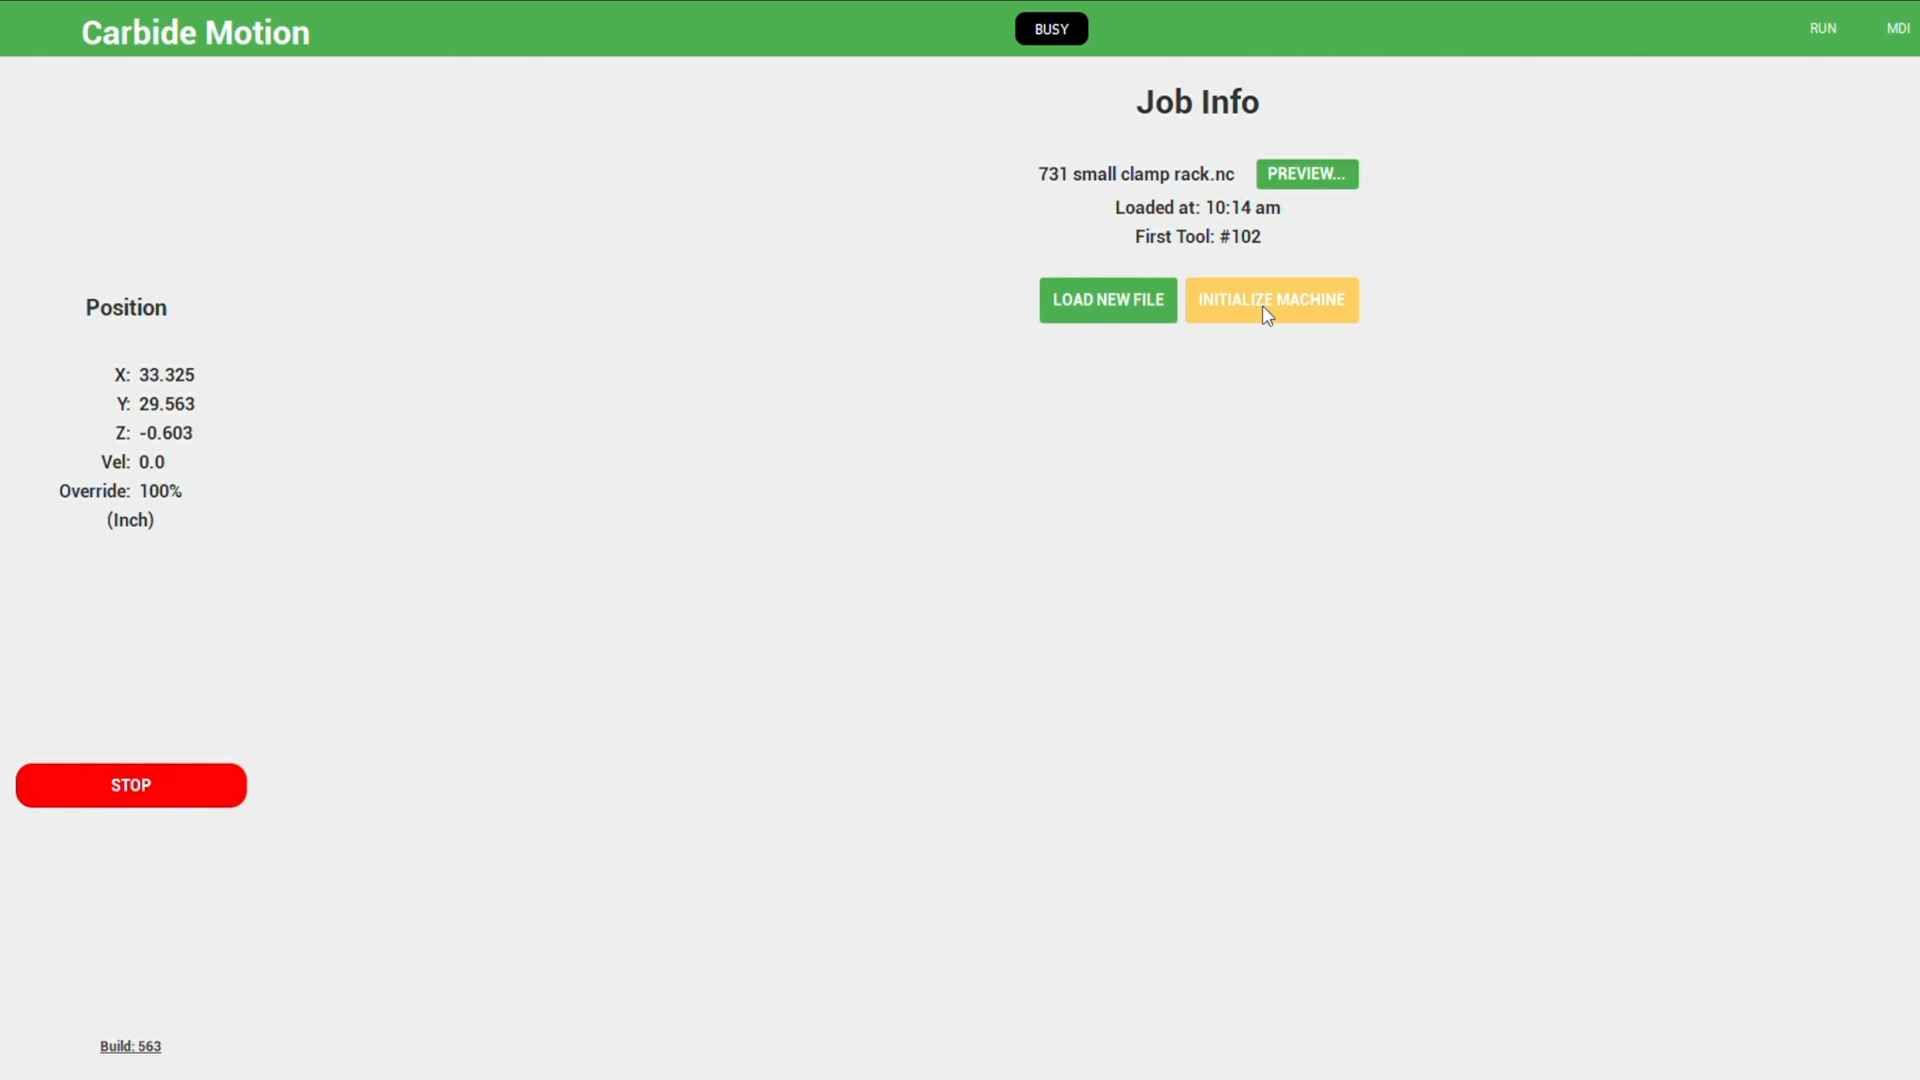 Carbide Motion
BUSY
RUN
MDI
Job Info
731 small clamp rack.nc
PREVIEW...
Loaded at: 10:14 am
First Tool: #102
LOAD NEW FILE
INITIALIZE MACHINE
Position
X: 33.325
Y: 29.563
Z: -0.603
Vel: 0.0
Override: 100%
(Inch)
STOP
Build: 563